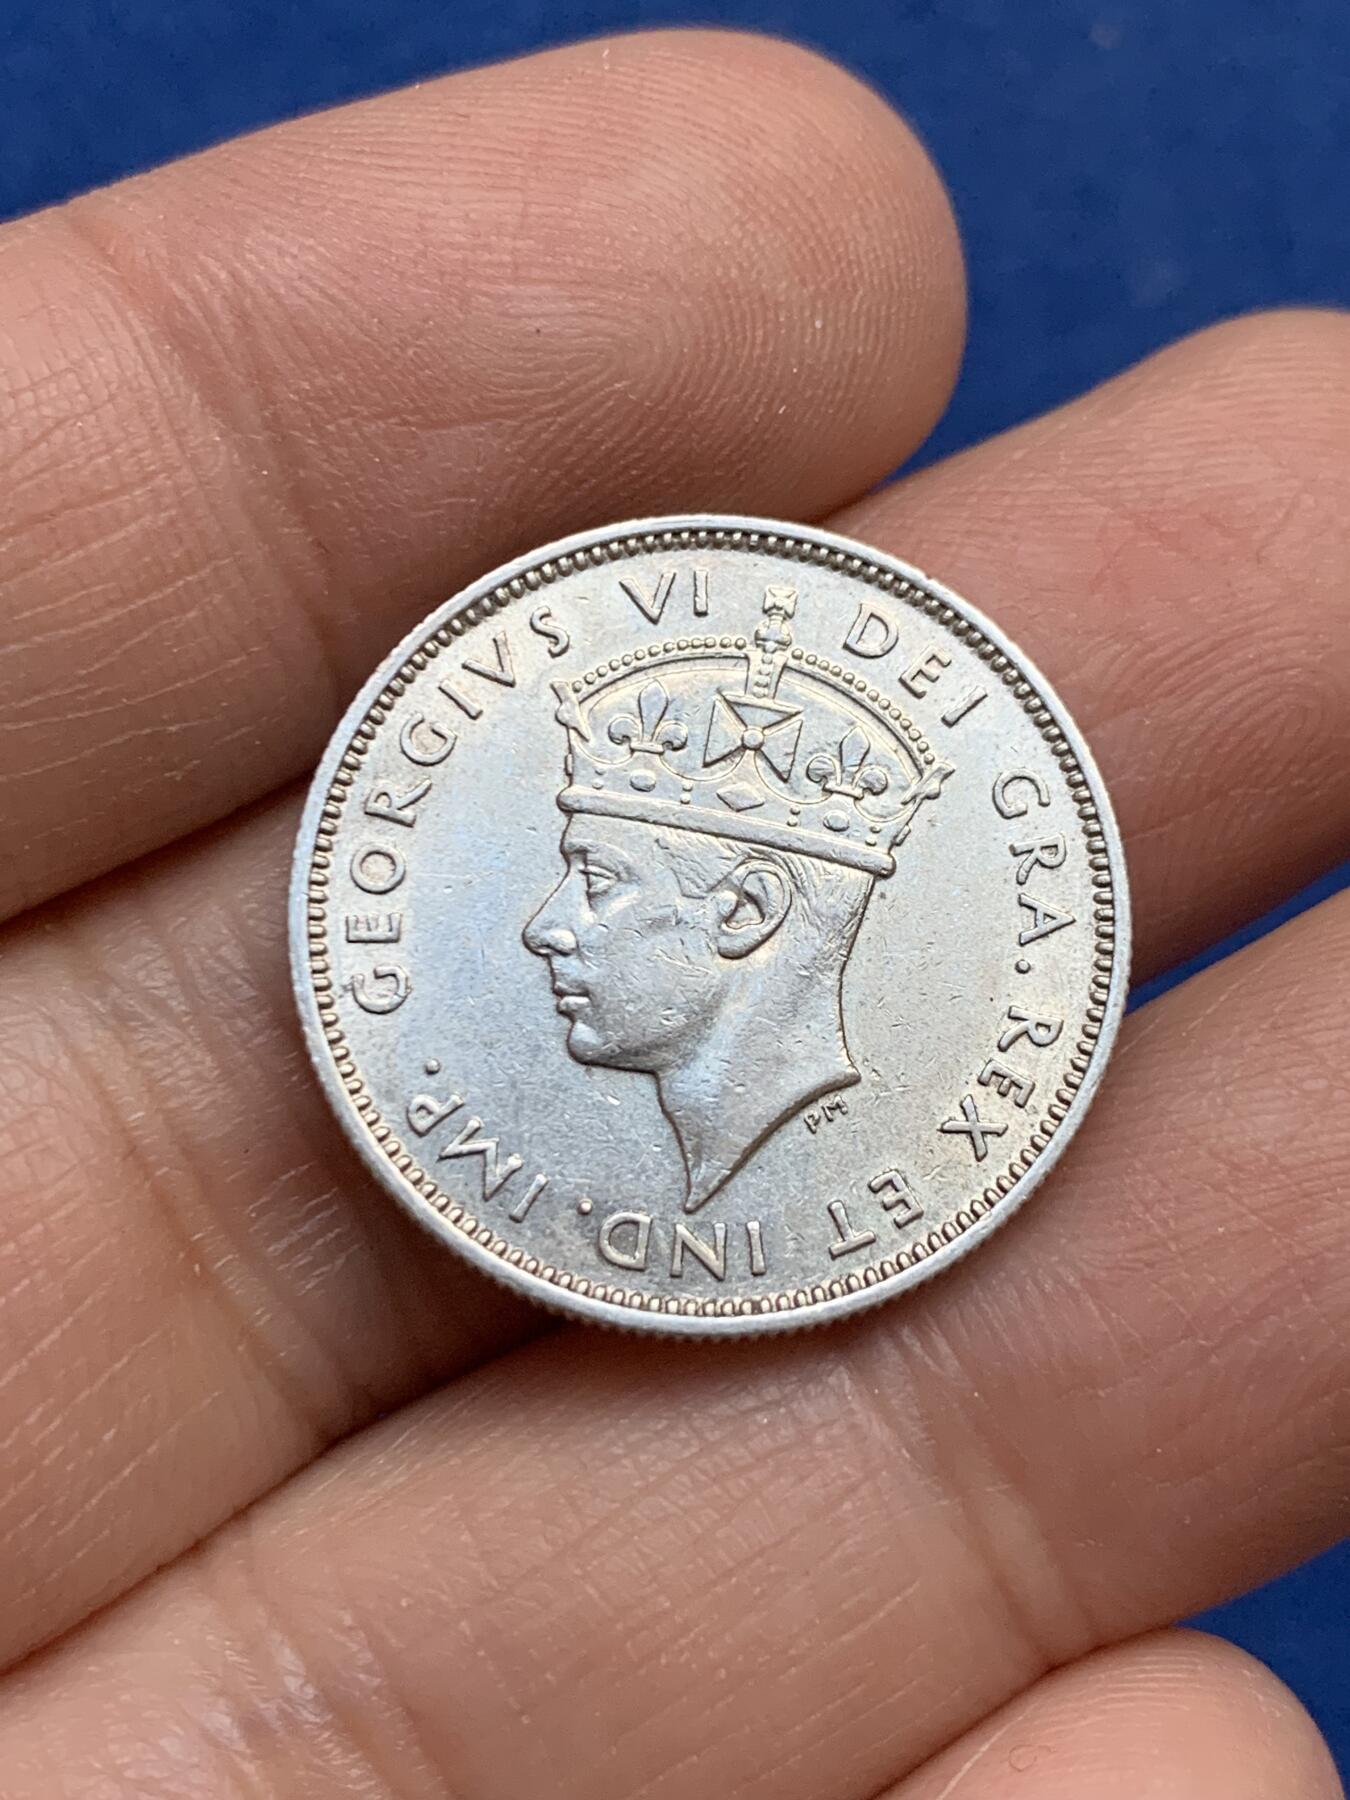 GEORGIVS VI DEI GRA. REX ET IND. IMP.
PM